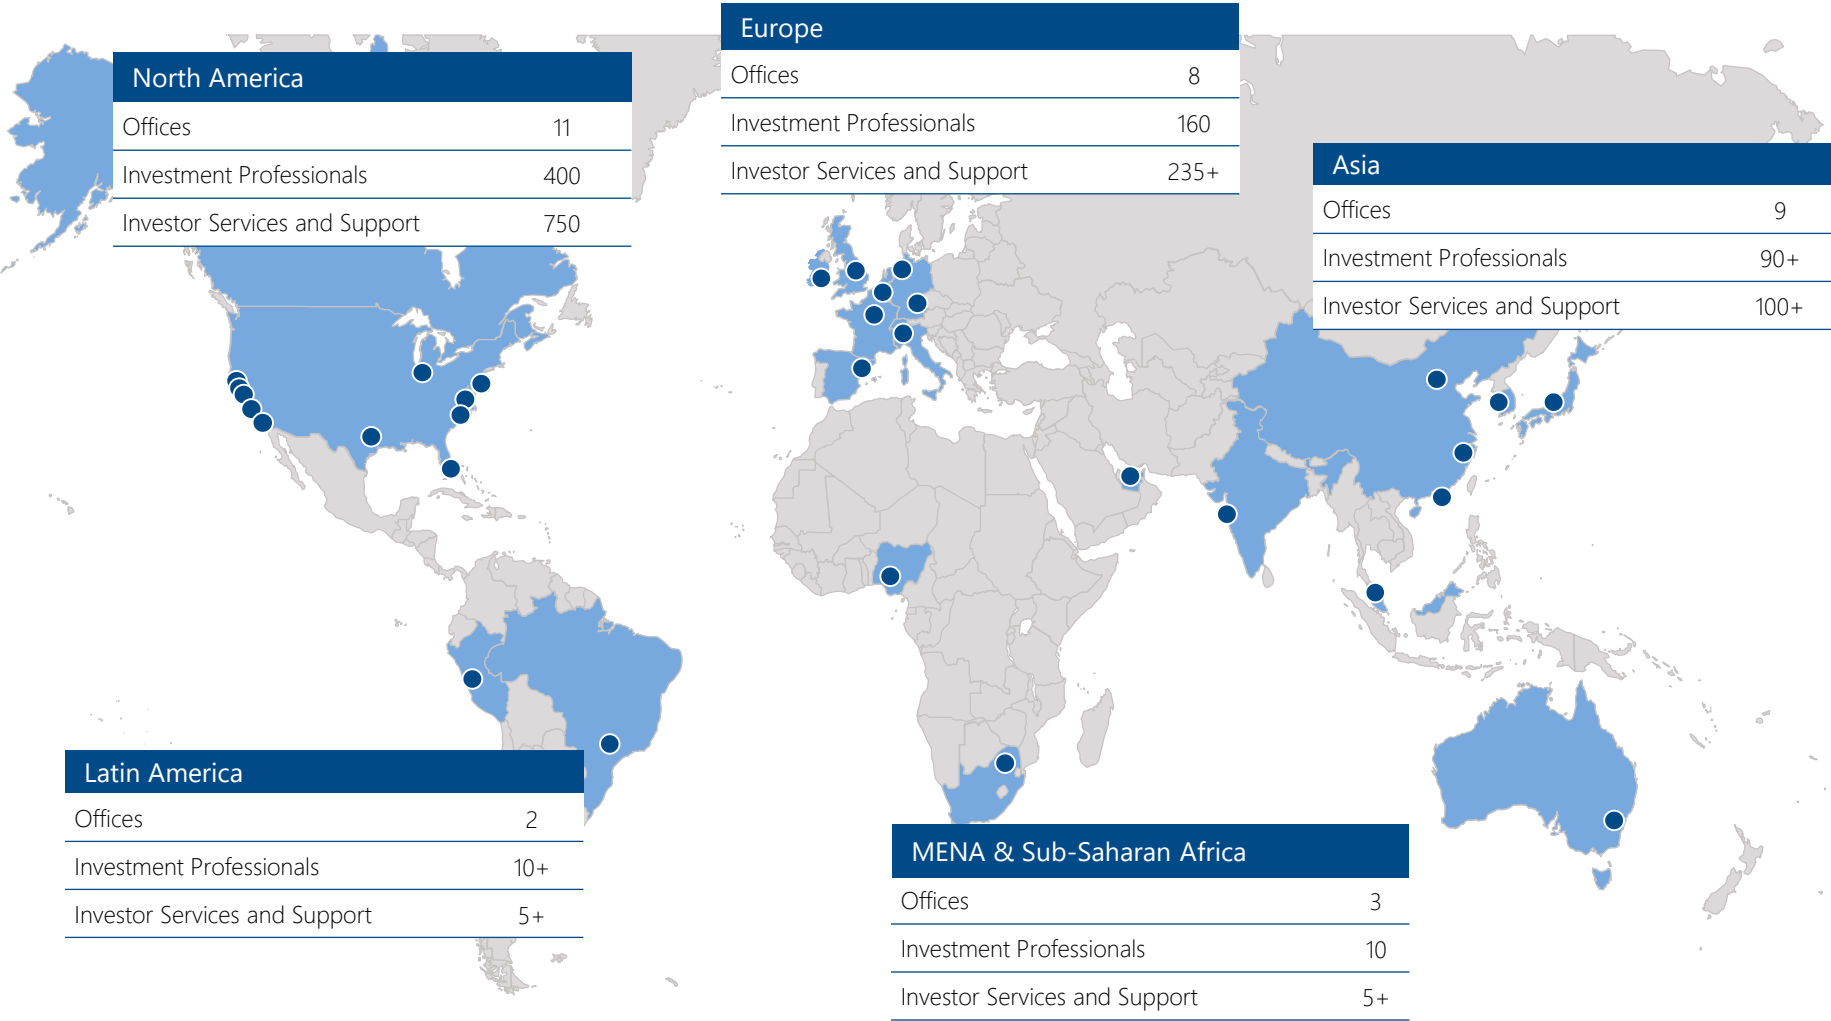 North America
Offices 11
Investment Professionals 400
Investor Services and Support 750
Europe
Offices 8
Investment Professionals 160
Investor Services and Support 235+
Asia
Offices 9
Investment Professionals 90+
Investor Services and Support 100+
Latin America
Offices 2
Investment Professionals 10+
Investor Services and Support 5+
MENA & Sub-Saharan Africa
Offices 3
Investment Professionals 10
Investor Services and Support 5+